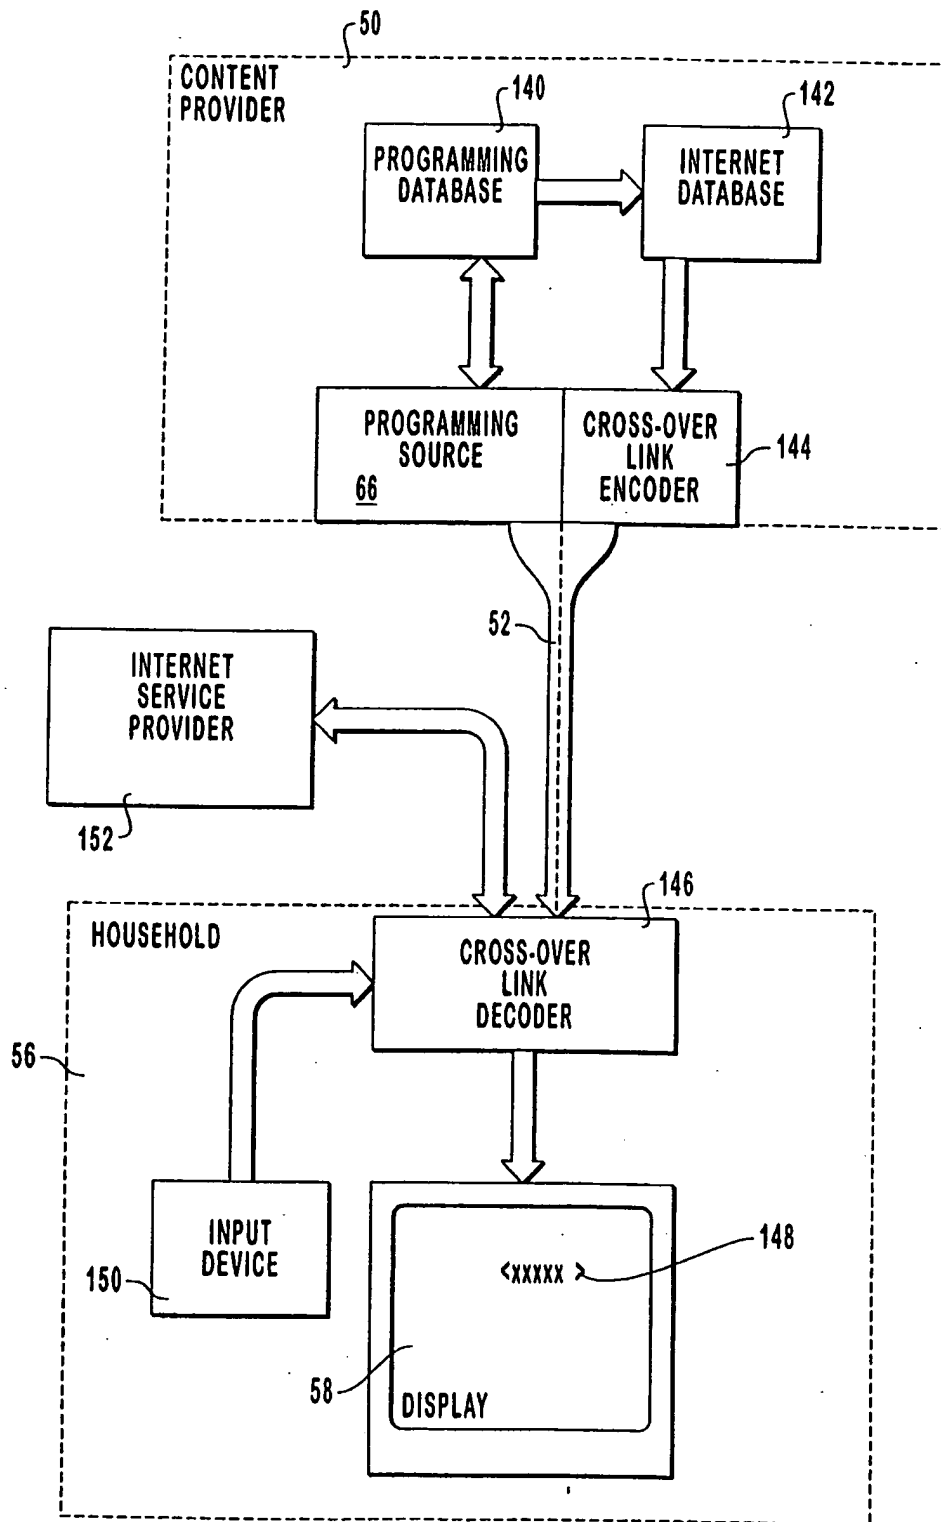 50
CONTENT
PROVIDER
140
142
PROGRAMMING
DATABASE
INTERNET
DATABASE
PROGRAMMING
SOURCE
66
CROSS-OVER
LINK
ENCODER
144
52
INTERNET
SERVICE
PROVIDER
152
146
HOUSEHOLD
CROSS-OVER
LINK
DECODER
56
INPUT
DEVICE
150
148
<XXXXX >
58
DISPLAY